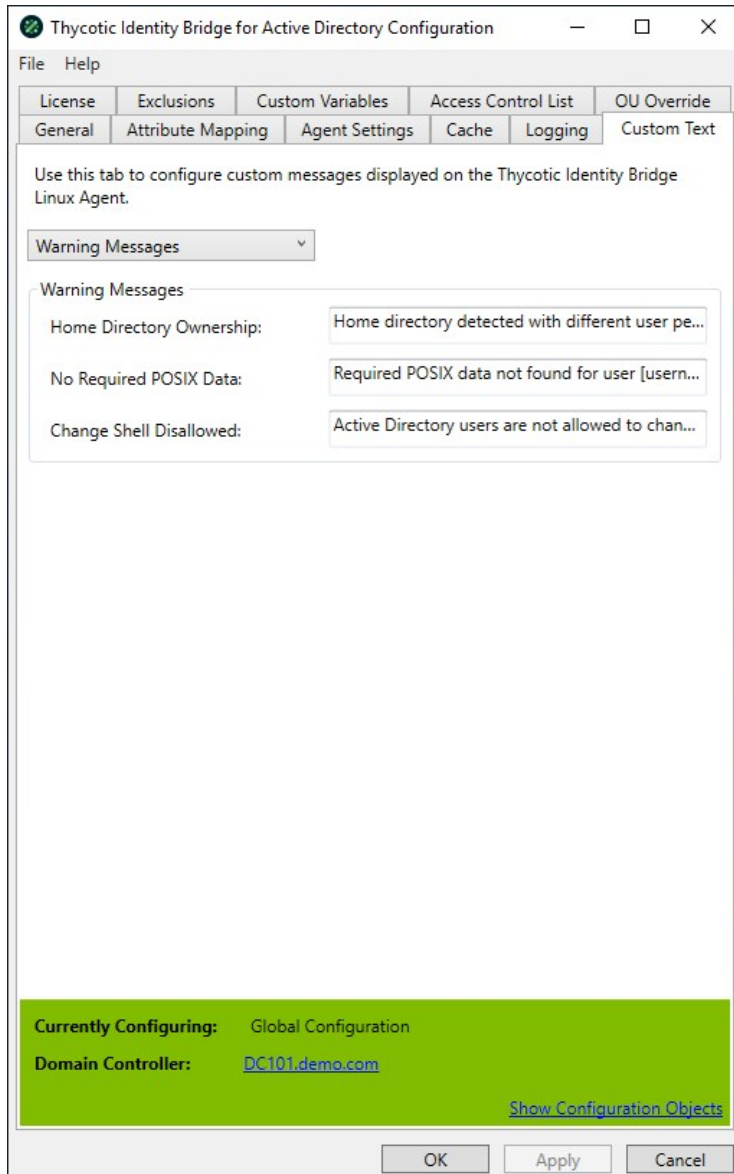 Thycotic Identity Bridge for Active Directory Configuration
File Help
License Exclusions Custom Variables Access Control List OU Override
General Attribute Mapping Agent Settings Cache Logging Custom Text
Use this tab to configure custom messages displayed on the Thycotic Identity Bridge
Linux Agent.
Warning Messages
Warning Messages
Home Directory Ownership: Home directory detected with different user pe...
No Required POSIX Data: Required POSIX data not found for user [usern...
Change Shell Disallowed: Active Directory users are not allowed to chan...
Currently Configuring: Global Configuration
Domain Controller: DC101.demo.com
Show Configuration Objects
OK Apply Cancel